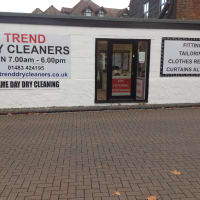 TREND
Y CLEANERS
N 7.00am - 6.00pm
01483 424195
trenddrycleaners.co.uk
ME DAY DRY CLEANING
FITTIN
TAILORI
CLOTHES RE
CURTAINS AL